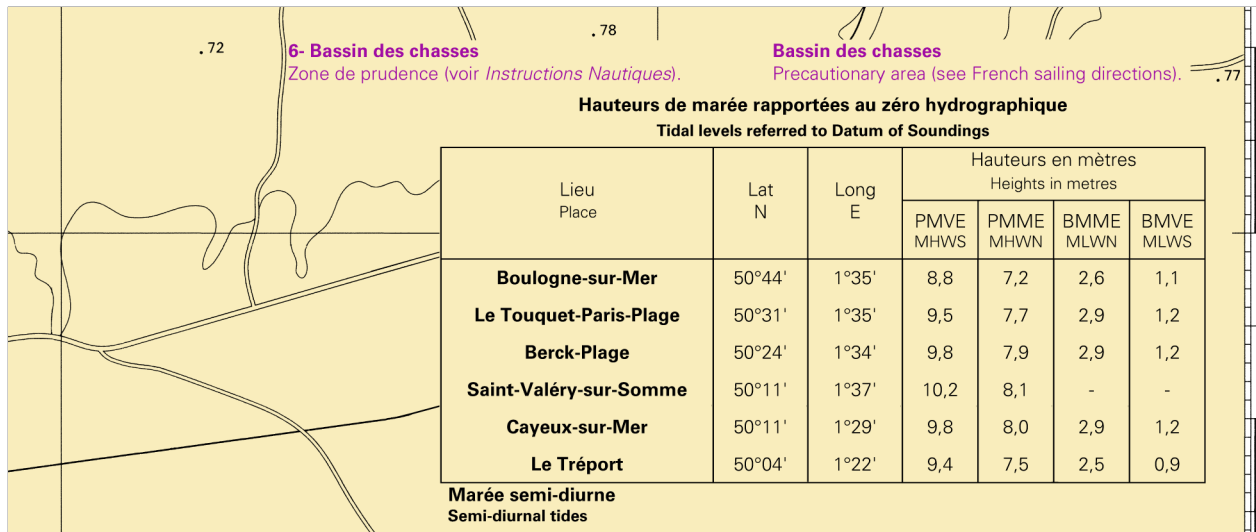 . 72
. 78
6- Bassin des chasses
Zone de prudence (voir Instructions Nautiques).
Bassin des chasses
Precautionary area (see French sailing directions).
. 77
Hauteurs de marée rapportées au zéro hydrographique
Tidal levels referred to Datum of Soundings
Lieu
Place
Lat
N
Long
E
Hauteurs en mètres
Heights in metres
PMVE PMME BMME BMVE
MHWS MHWN MLWN MLWS
Boulogne-sur-Mer 50°44' 1°35' 8,8 7,2 2,6 1,1
Le Touquet-Paris-Plage 50°31' 1°35' 9,5 7,7 2,9 1,2
Berck-Plage 50°24' 1°34' 9,8 7,9 2,9 1,2
Saint-Valéry-sur-Somme 50°11' 1°37' 10,2 8,1 - -
Cayeux-sur-Mer 50°11' 1°29' 9,8 8,0 2,9 1,2
Le Tréport 50°04' 1°22' 9,4 7,5 2,5 0,9
Marée semi-diurne
Semi-diurnal tides